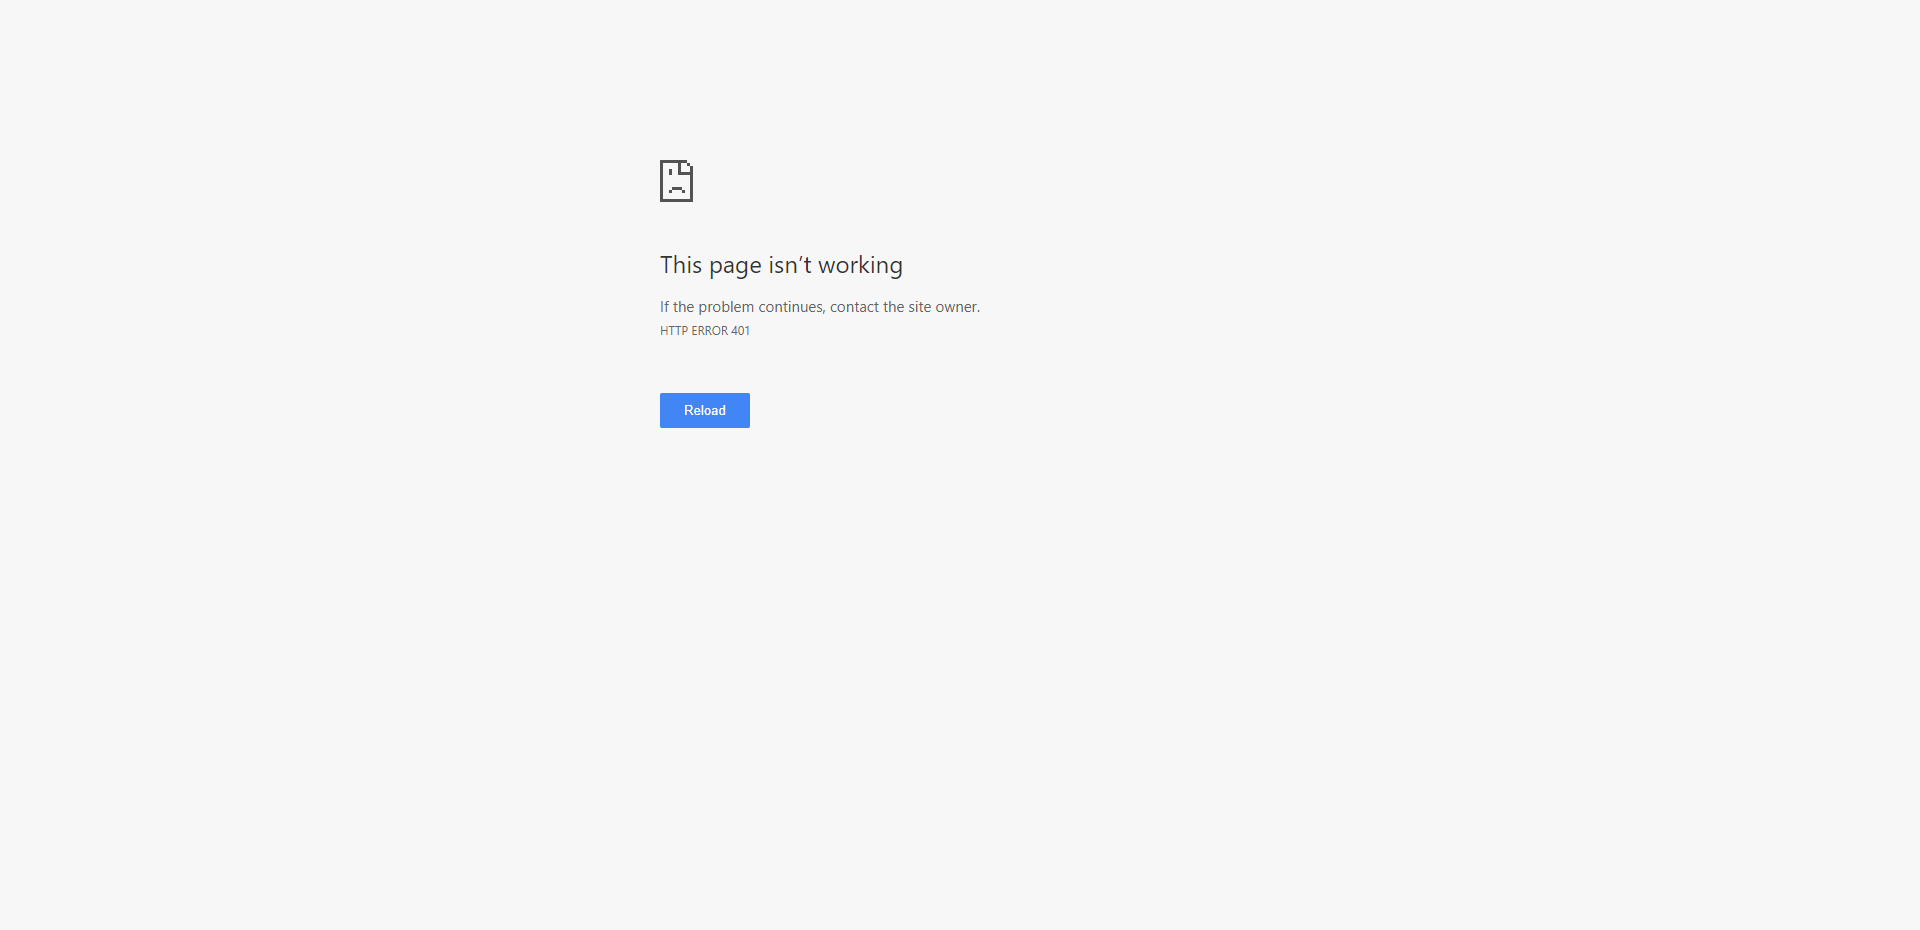 This page isn’t working
If the problem continues, contact the site owner.
HTTP ERROR 401
Reload